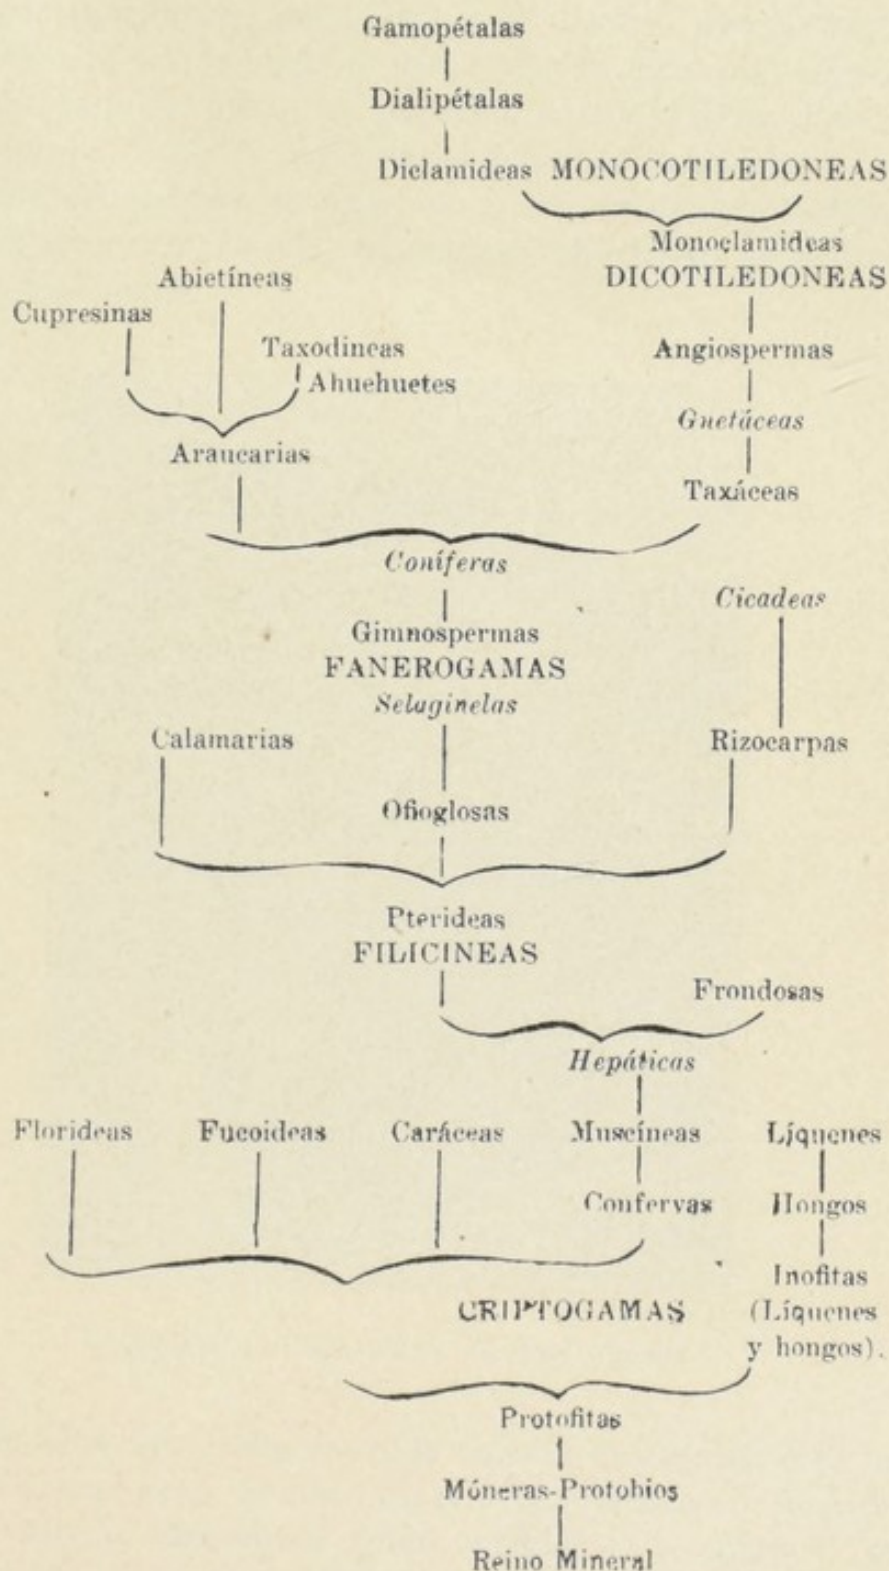 Gamopétalas
Dialipétalas
Diclamideas MONOCOTILEDONEAS
Monoclamideas
Abietíneas DICOTILEDONEAS
Cupresinas
Taxodineas Angiospermas
Ahuehuetes
Gnetáceas
Araucarias
Taxáceas
Coníferas
Cicadeas
Gimnospermas
FANEROGAMAS
Selaginelas
Calamarias Rizocarpas
Ofioglosas
Pterideas
FILICINEAS
Frondosas
Hepáticas
Florideas Fucoideas Caráceas Muscíneas Líquenes
Confervas Hongos
Inofitas
CRIPTOGAMAS (Líquenes
y hongos).
Protofitas
Móneras-Protobios
Reino Mineral